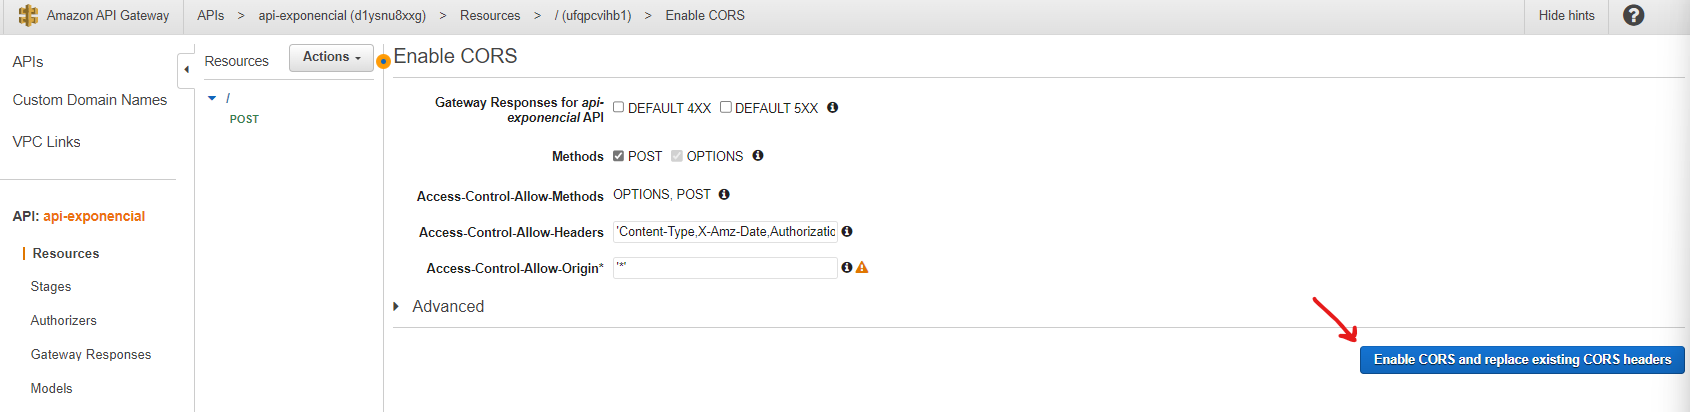 Amazon API Gateway APIs > api-exponencial (d1ysnu8xxg) > Resources > / (ufqpcvihb1) > Enable CORS Hide hints ?
APIs
Custom Domain Names
VPC Links
API: api-exponencial
Resources
Stages
Authorizers
Gateway Responses
Models
Resources Actions
/
POST
Enable CORS
Gateway Responses for api-
exponencial API
DEFAULT 4XX DEFAULT 5XX
Methods POST OPTIONS
Access-Control-Allow-Methods OPTIONS, POST
Access-Control-Allow-Headers 'Content-Type,X-Amz-Date,Authorizatio
Access-Control-Allow-Origin* '*'
Advanced
Enable CORS and replace existing CORS headers